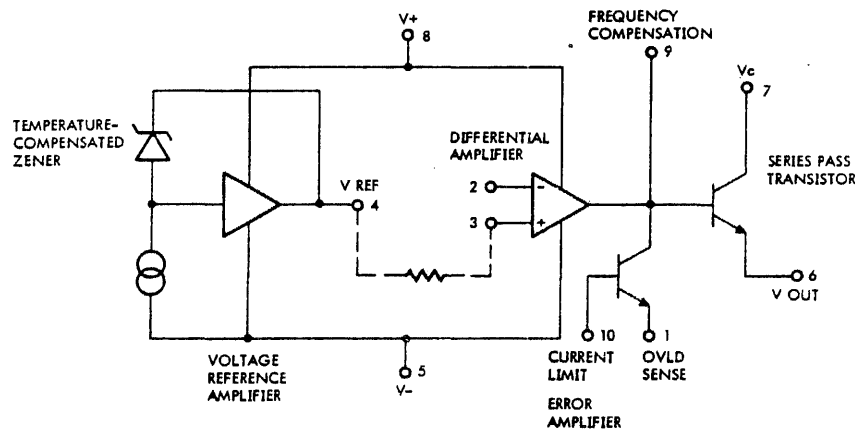 V+
8
FREQUENCY
COMPENSATION
9
Vc
7
TEMPERATURE-
COMPENSATED
ZENER
DIFFERENTIAL
AMPLIFIER
SERIES PASS
TRANSISTOR
V REF
4
2
-
3
+
6
V OUT
VOLTAGE
REFERENCE
AMPLIFIER
5
V-
10
CURRENT
LIMIT
1
OVLD
SENSE
ERROR
AMPLIFIER